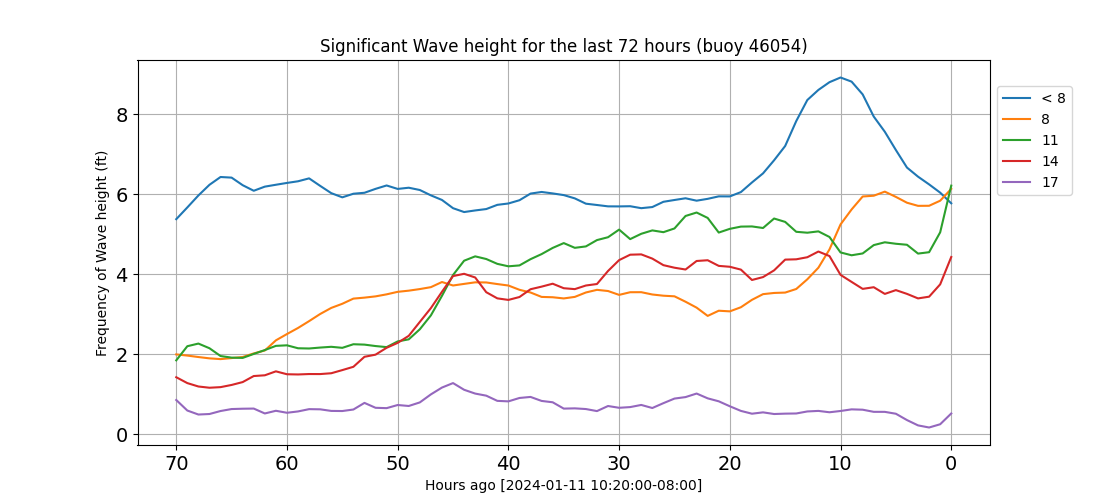 Significant Wave height for the last 72 hours (buoy 46054)
Frequency of Wave height (ft)
8
6
4
2
0
70 60 50 40 30 20 10 0
Hours ago [2024-01-11 10:20:00-08:00]
< 8
8
11
14
17